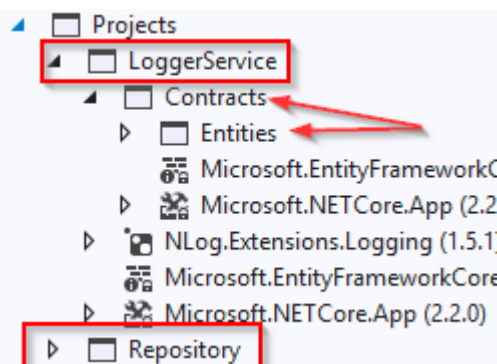 Projects
LoggerService
Contracts
Entities
Microsoft.EntityFrameworkC
Microsoft.NETCore.App (2.2
NLog.Extensions.Logging (1.5.1)
Microsoft.EntityFrameworkCore
Microsoft.NETCore.App (2.2.0)
Repository